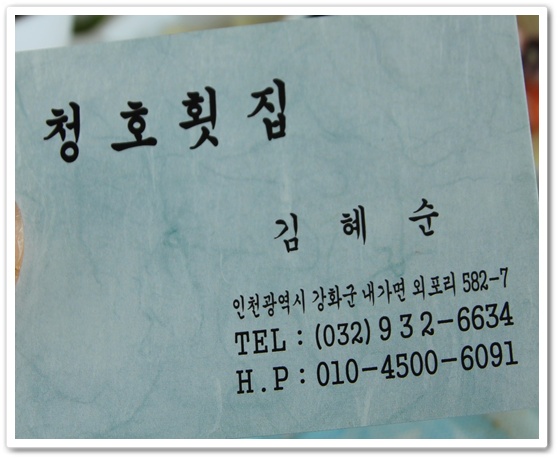 청호횟집
김혜순
인천광역시 강화군 내가면 외포리 582-7
TEL : (032) 932-6634
H.P : 010-4500-6091